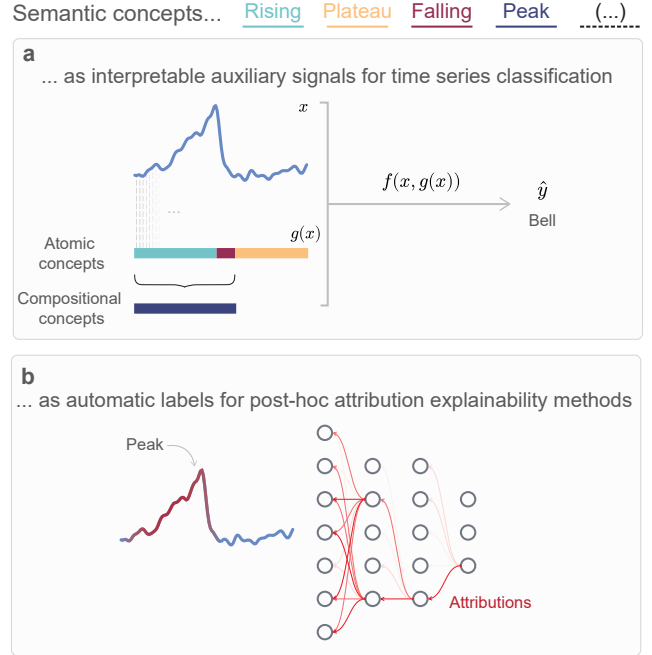 Semantic concepts... Rising Plateau Falling Peak (...)
a
... as interpretable auxiliary signals for time series classification
x
f(x, g(x))
ŷ
Bell
...
g(x)
Atomic
concepts
Compositional
concepts
b
... as automatic labels for post-hoc attribution explainability methods
Peak
Attributions